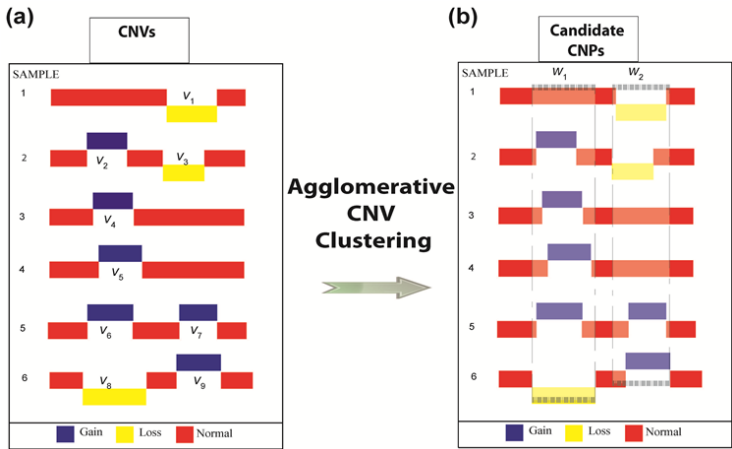 (a)
CNVs
SAMPLE
1
V1
2
V2
V3
3
V4
4
V5
5
V6
V7
6
V8
V9
Gain
Loss
Normal
Agglomerative
CNV
Clustering
(b)
Candidate
CNPs
SAMPLE
W1
W2
1
2
3
4
5
6
Gain
Loss
Normal